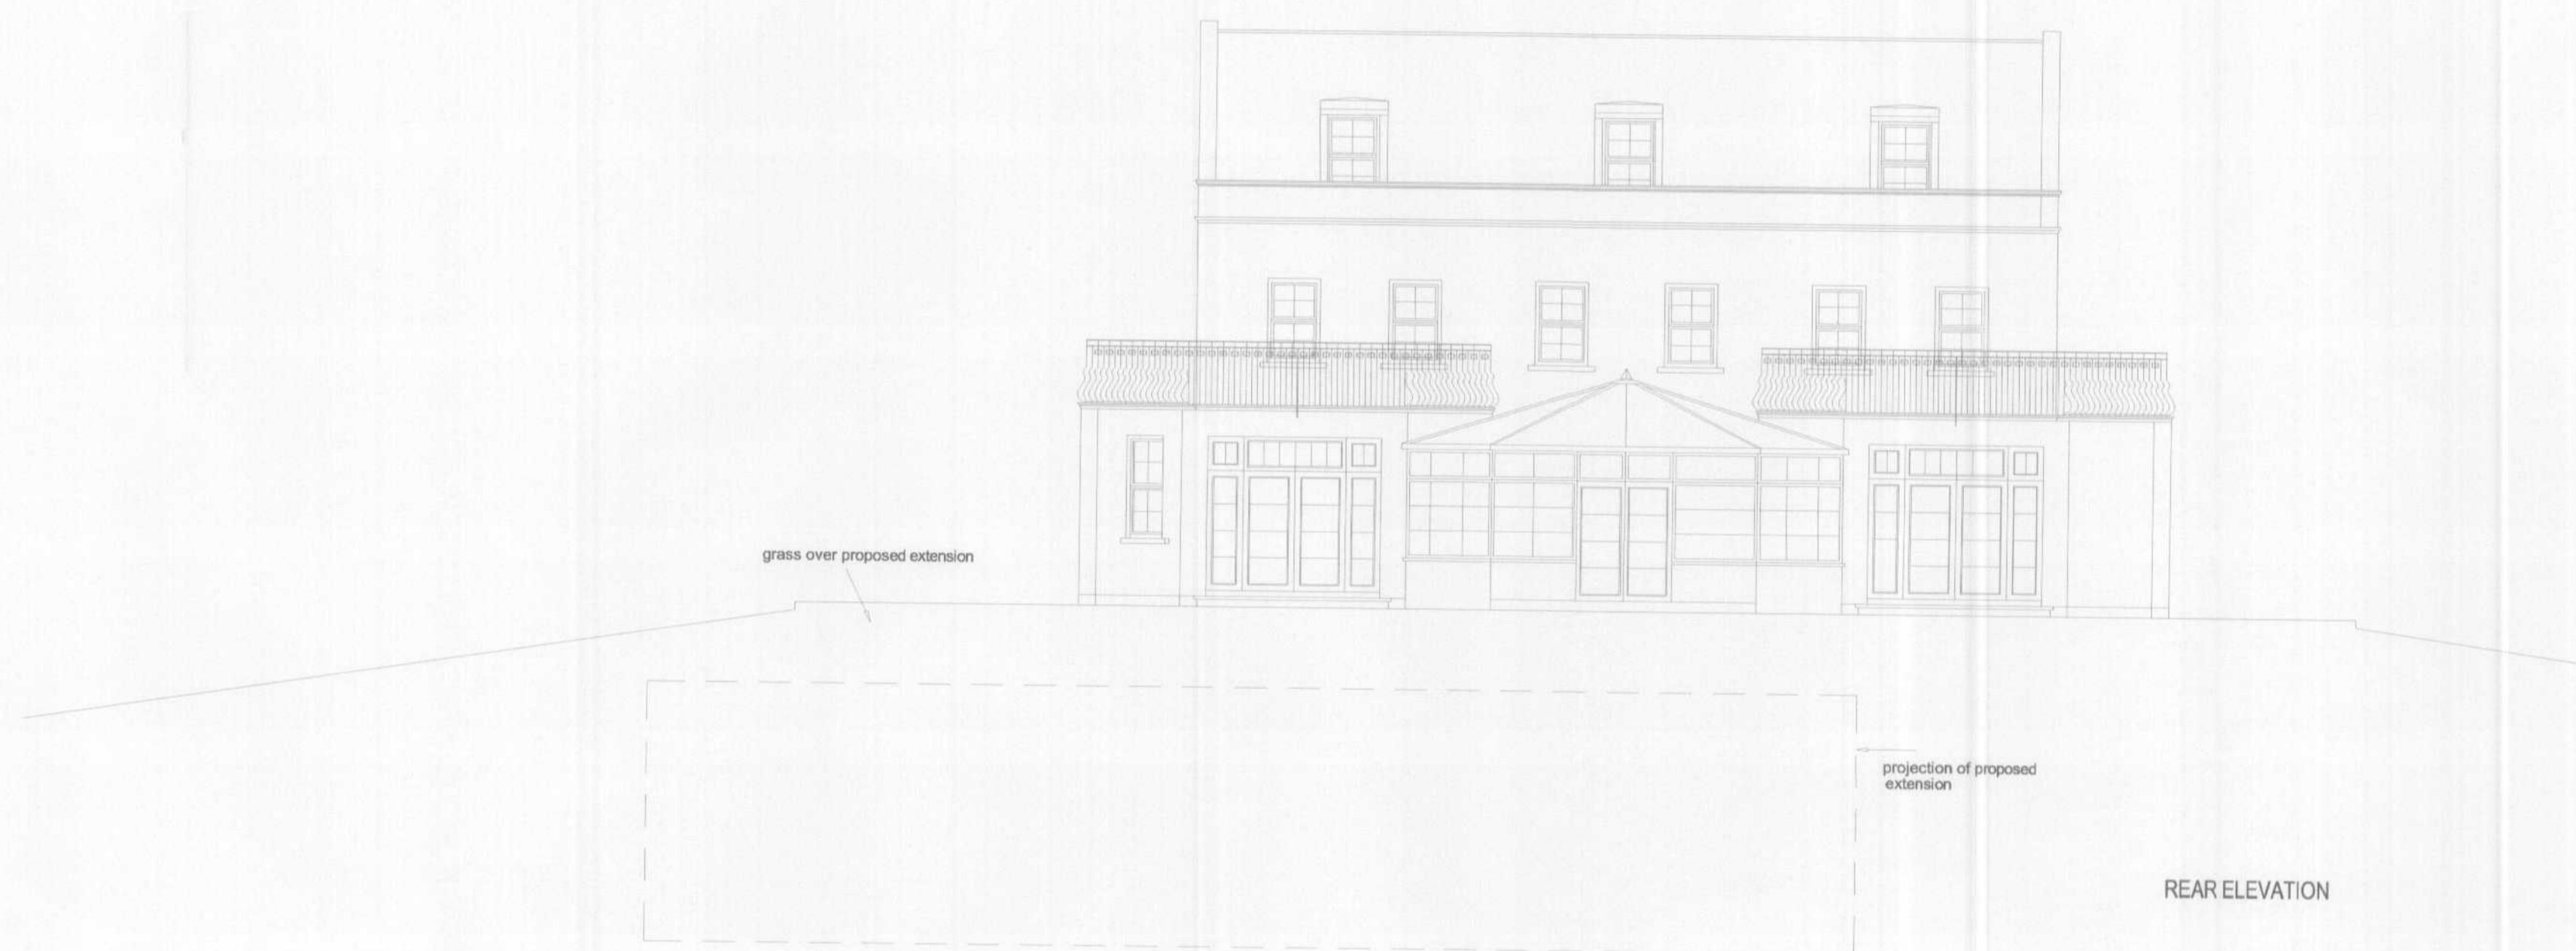 grass over proposed extension
projection of proposed
extension
REAR ELEVATION